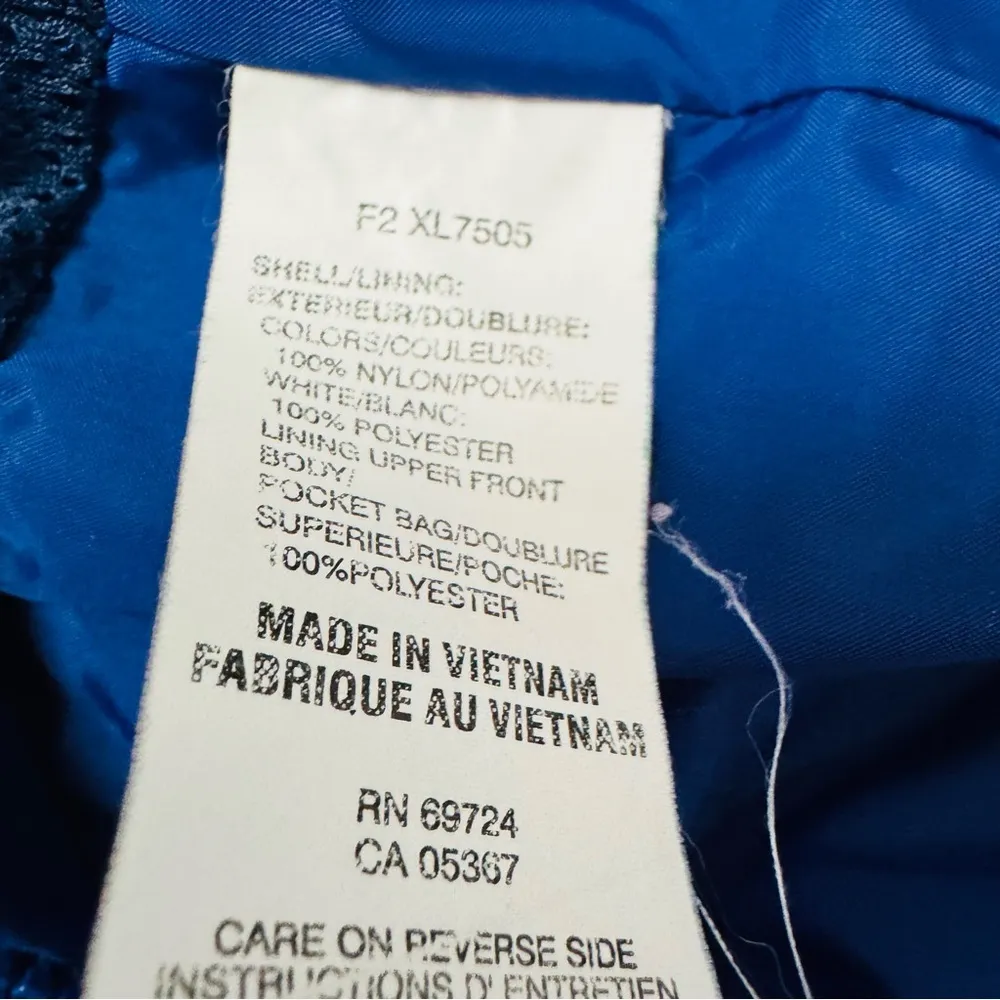 F2 XL7505
SHELL/LINING:
EXTERIEUR/DOUBLURE:
COLORS/COULEURS:
100% NYLON/POLYAMIDE
WHITE/BLANC:
100% POLYESTER
LINING UPPER FRONT
BODY/
POCKET BAG/DOUBLURE
SUPERIEURE/POCHE:
100%POLYESTER
MADE IN VIETNAM
FABRIQUE AU VIETNAM
RN 69724
CA 05367
CARE ON REVERSE SIDE
INSTRUCTIONS D' ENTRETIEN